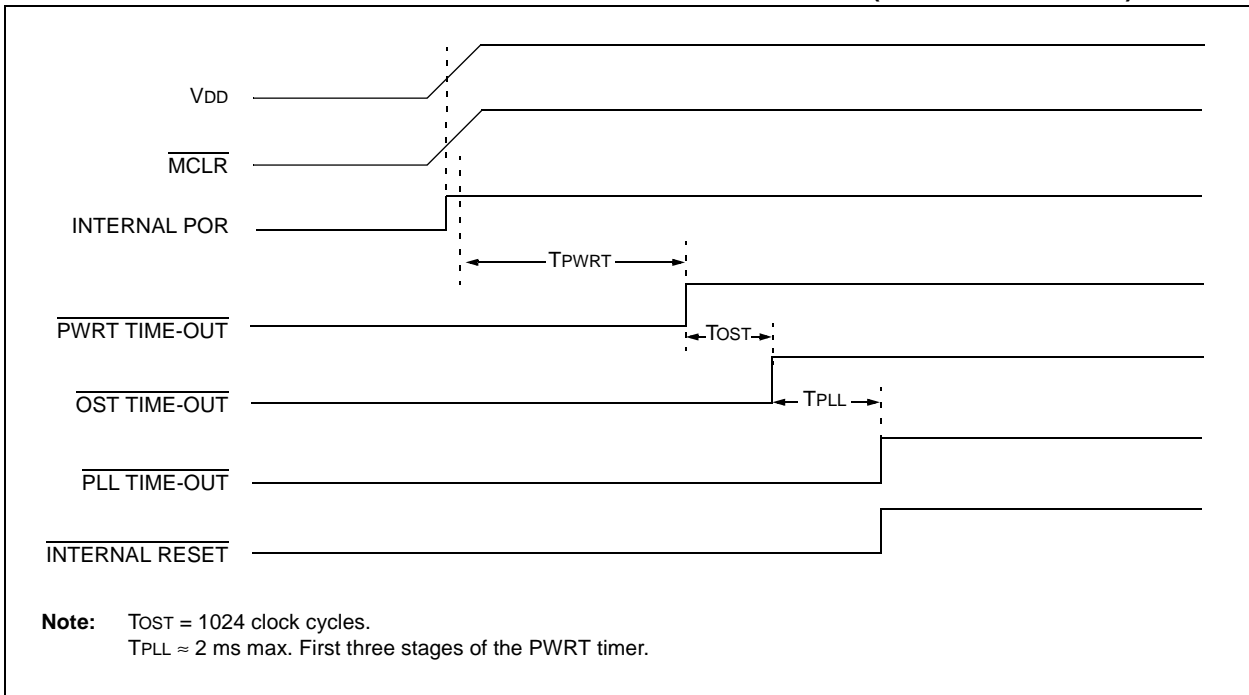 VDD
MCLR
INTERNAL POR
TPWRT
PWRT TIME-OUT
TOST
OST TIME-OUT
TPLL
PLL TIME-OUT
INTERNAL RESET
Note: TOST = 1024 clock cycles.
TPLL ≈ 2 ms max. First three stages of the PWRT timer.